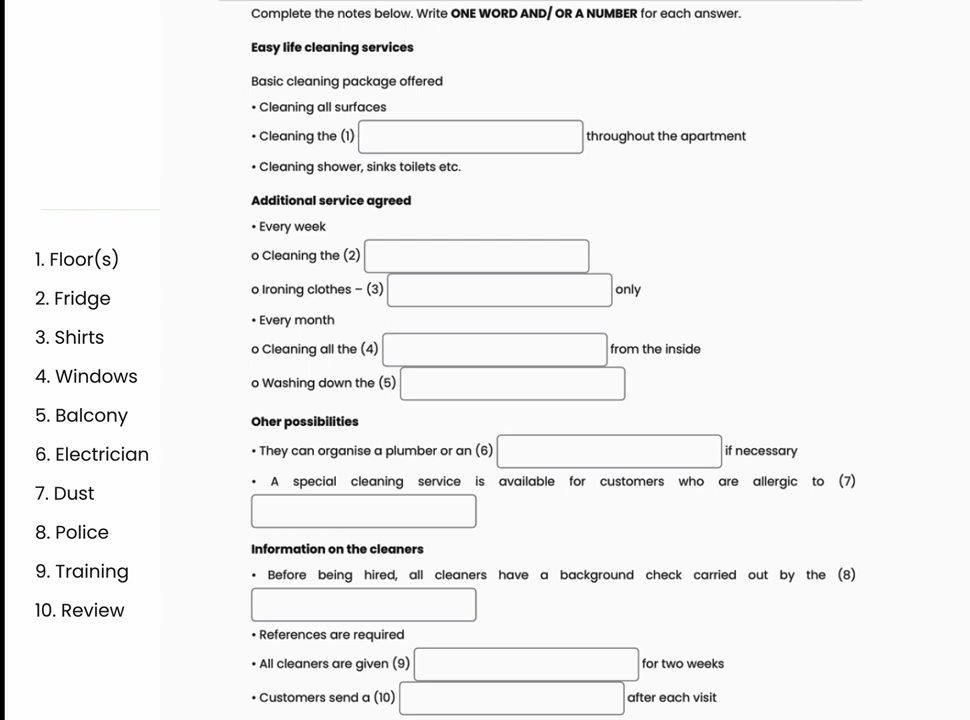 Complete the notes below. Write ONE WORD AND/ OR A NUMBER for each answer.
Easy life cleaning services
Basic cleaning package offered
• Cleaning all surfaces
• Cleaning the (1) throughout the apartment
• Cleaning shower, sinks toilets etc.
Additional service agreed
• Every week
o Cleaning the (2)
o Ironing clothes – (3) only
• Every month
o Cleaning all the (4) from the inside
o Washing down the (5)
Oher possibilities
• They can organise a plumber or an (6) if necessary
• A special cleaning service is available for customers who are allergic to (7)
Information on the cleaners
• Before being hired, all cleaners have a background check carried out by the (8)
• References are required
• All cleaners are given (9) for two weeks
• Customers send a (10) after each visit
1. Floor(s)
2. Fridge
3. Shirts
4. Windows
5. Balcony
6. Electrician
7. Dust
8. Police
9. Training
10. Review